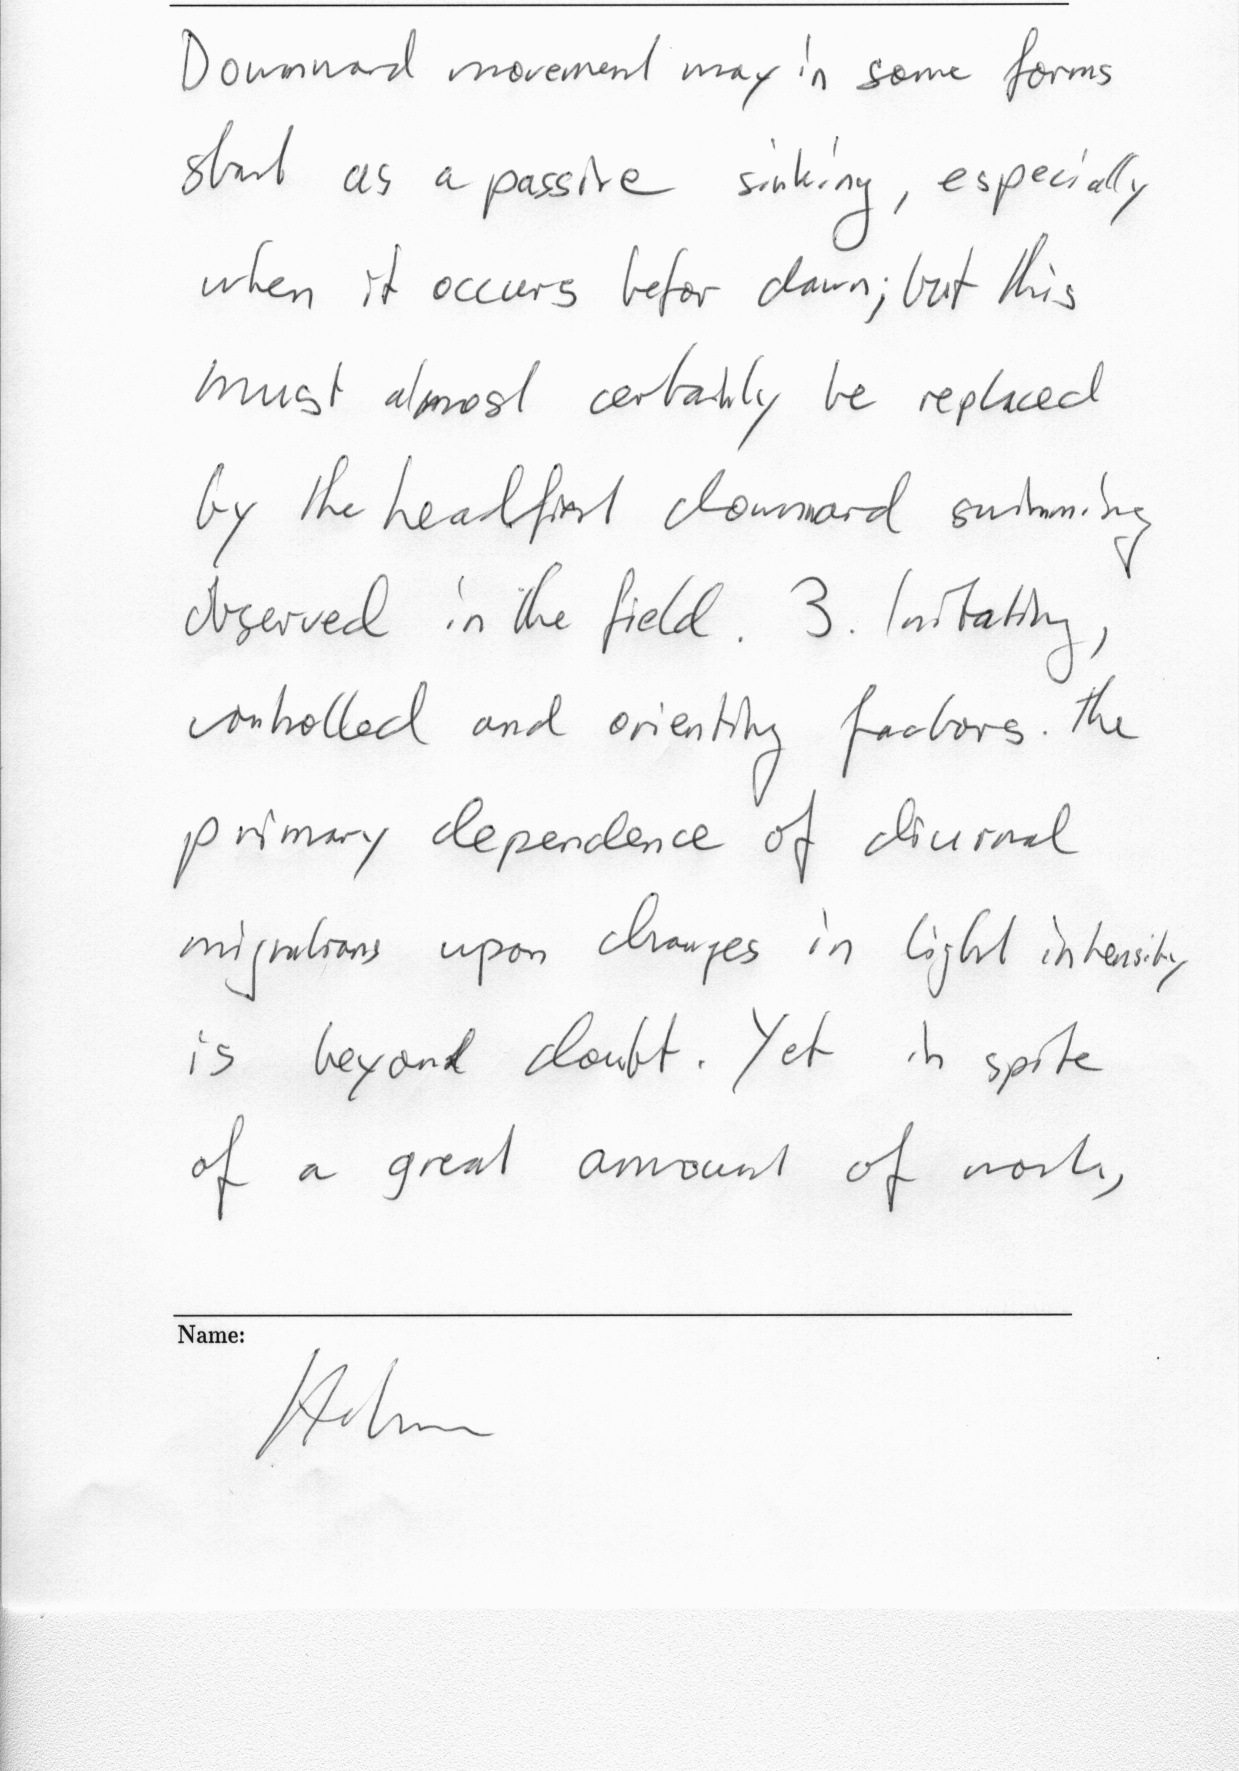 Downward movement may in some forms
start as a passive sinking, especially
when it occurs befor dawn; but this
must almost certainly be replaced
by the headfirst downward swimming
observed in the field. 3. Initating,
controlled and orienting factors. The
primary dependence of diurnal
migrations upon changes in light intensity
is beyond doubt. Yet in spite
of a great amount of work,
Name: